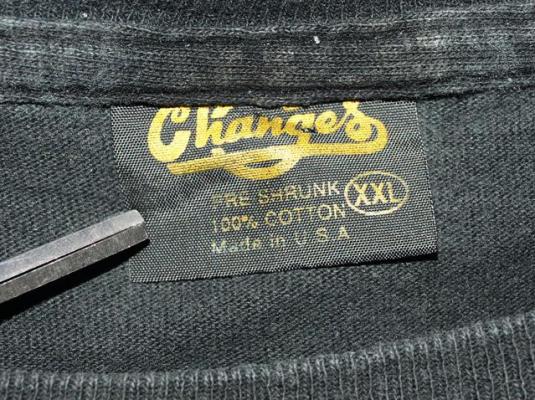 Changes
PRE SHRUNK
100% COTTON
XXL
Made in U.S.A